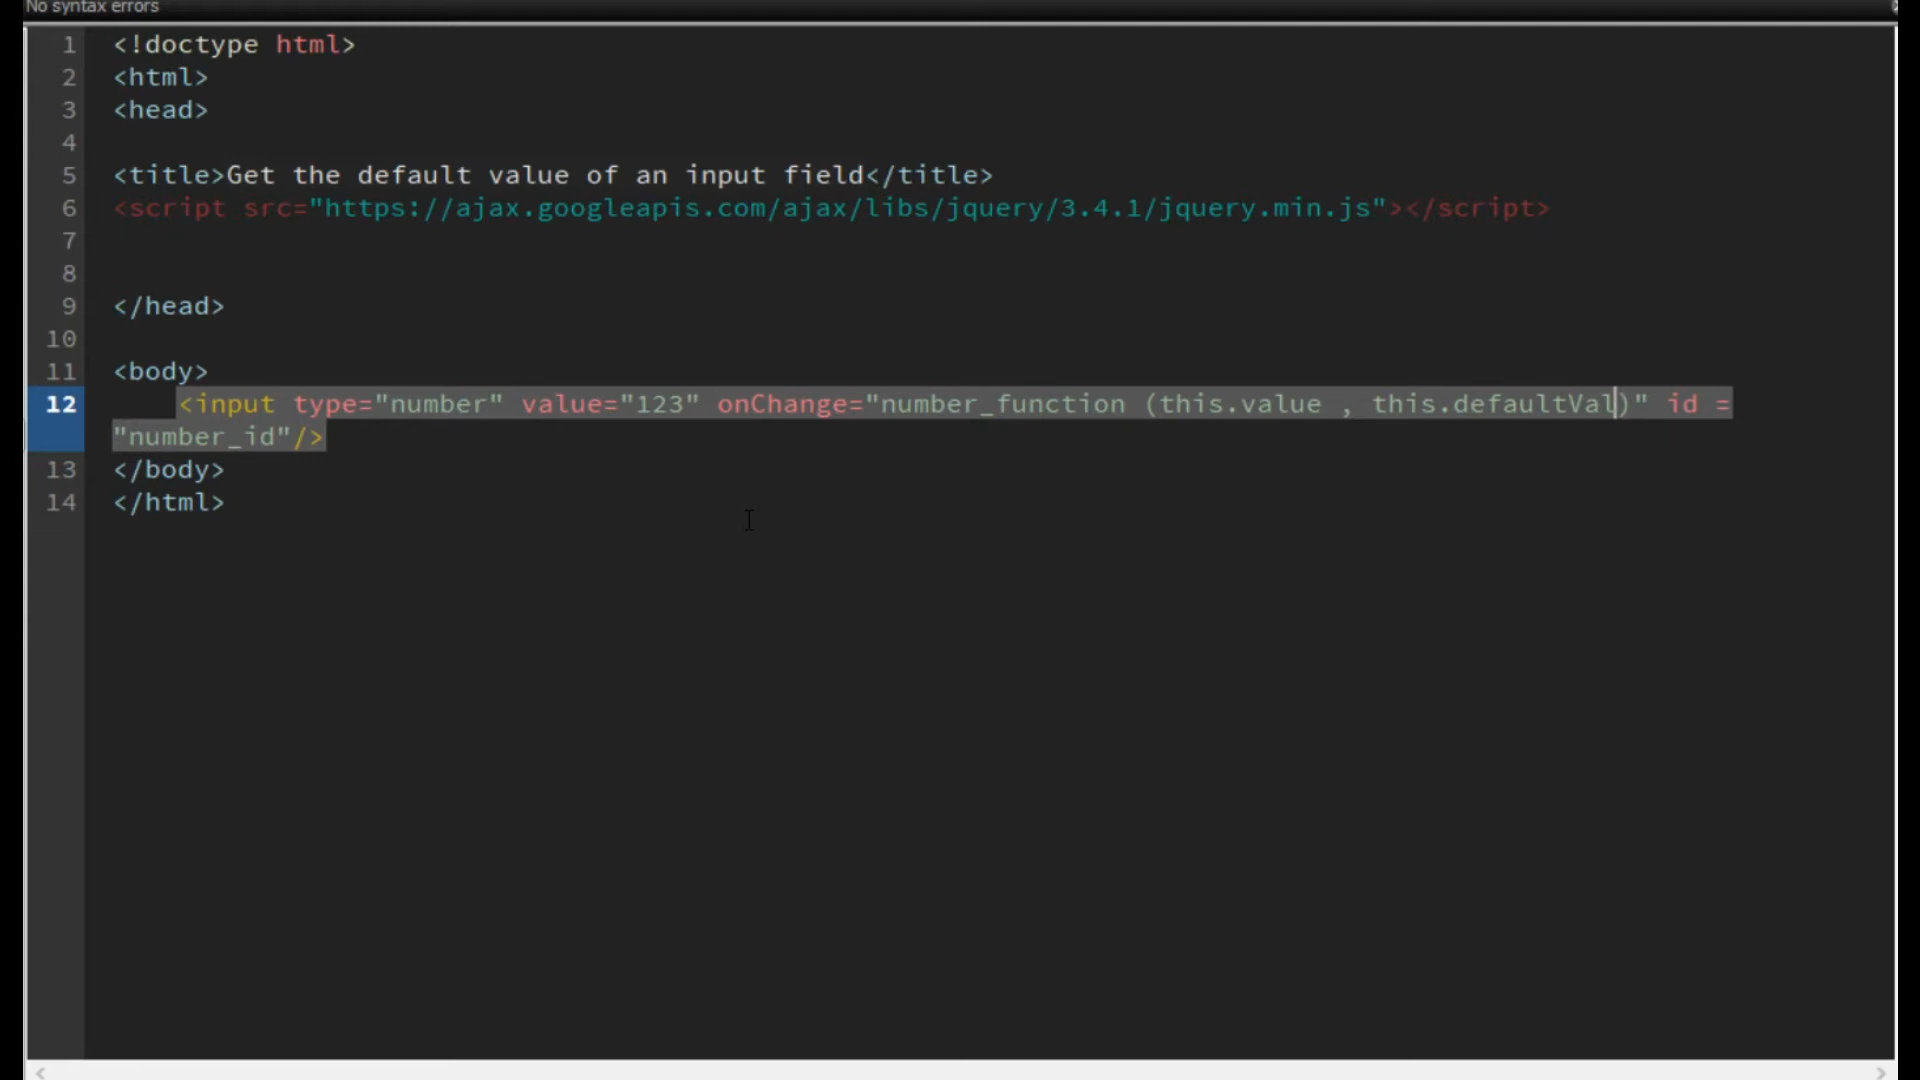 No syntax errors
1 <!doctype html>
2 <html>
3 <head>
4
5 <title>Get the default value of an input field</title>
6 <script src="https://ajax.googleapis.com/ajax/libs/jquery/3.4.1/jquery.min.js"></script>
7
8
9 </head>
10
11 <body>
12 <input type="number" value="123" onChange="number_function (this.value , this.defaultVal)" id =
"number_id"/>
13 </body>
14 </html>